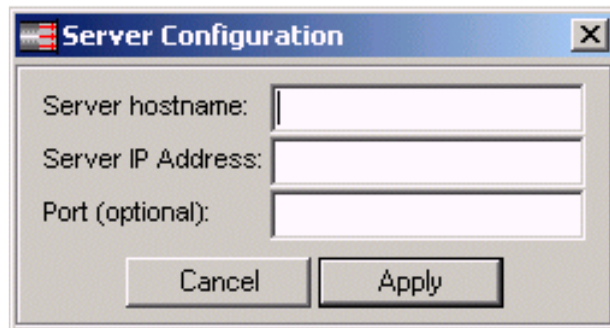 Server Configuration
Server hostname:
Server IP Address:
Port (optional):
Cancel Apply